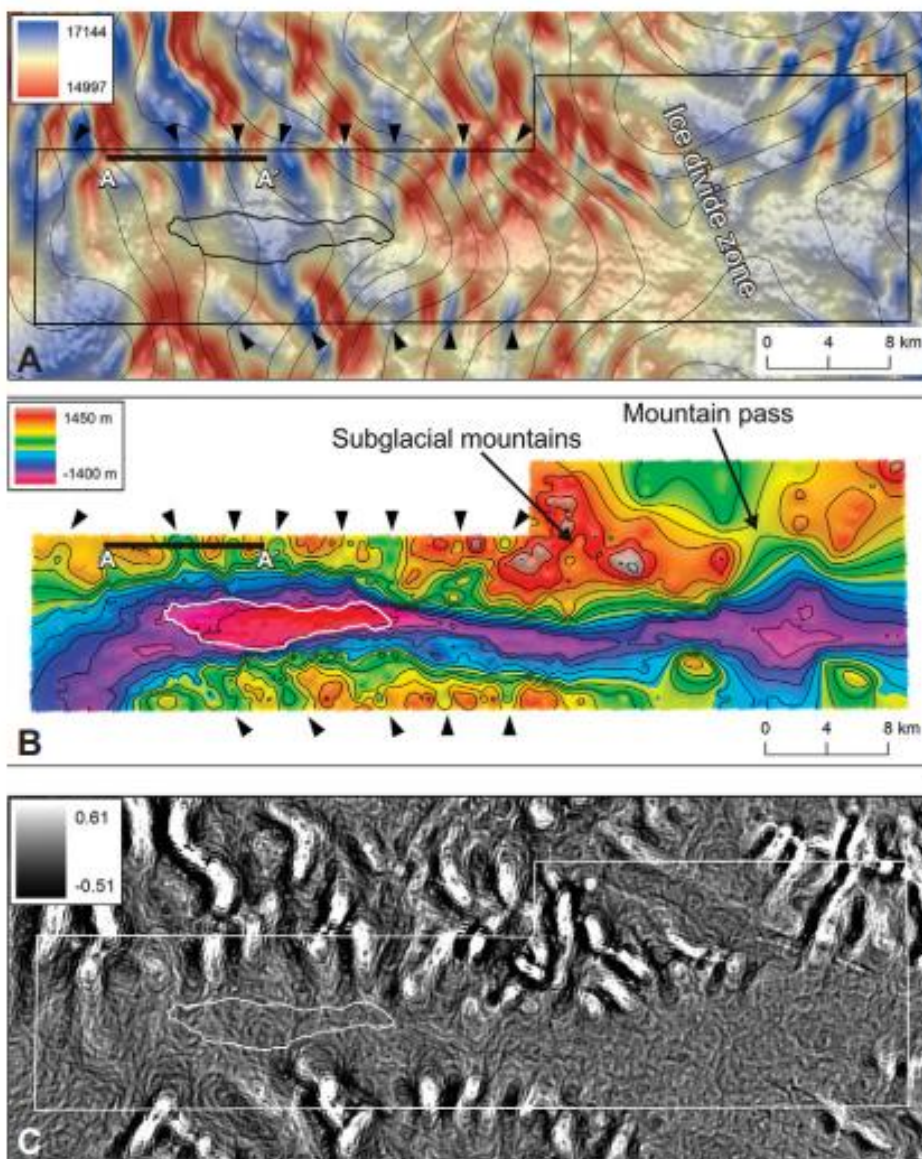 17144
14997
A
A´
Ice divide zone
0 4 8 km
A
1450 m
-1400 m
Subglacial mountains
Mountain pass
A
A´
B
0 4 8 km
0.61
-0.51
C